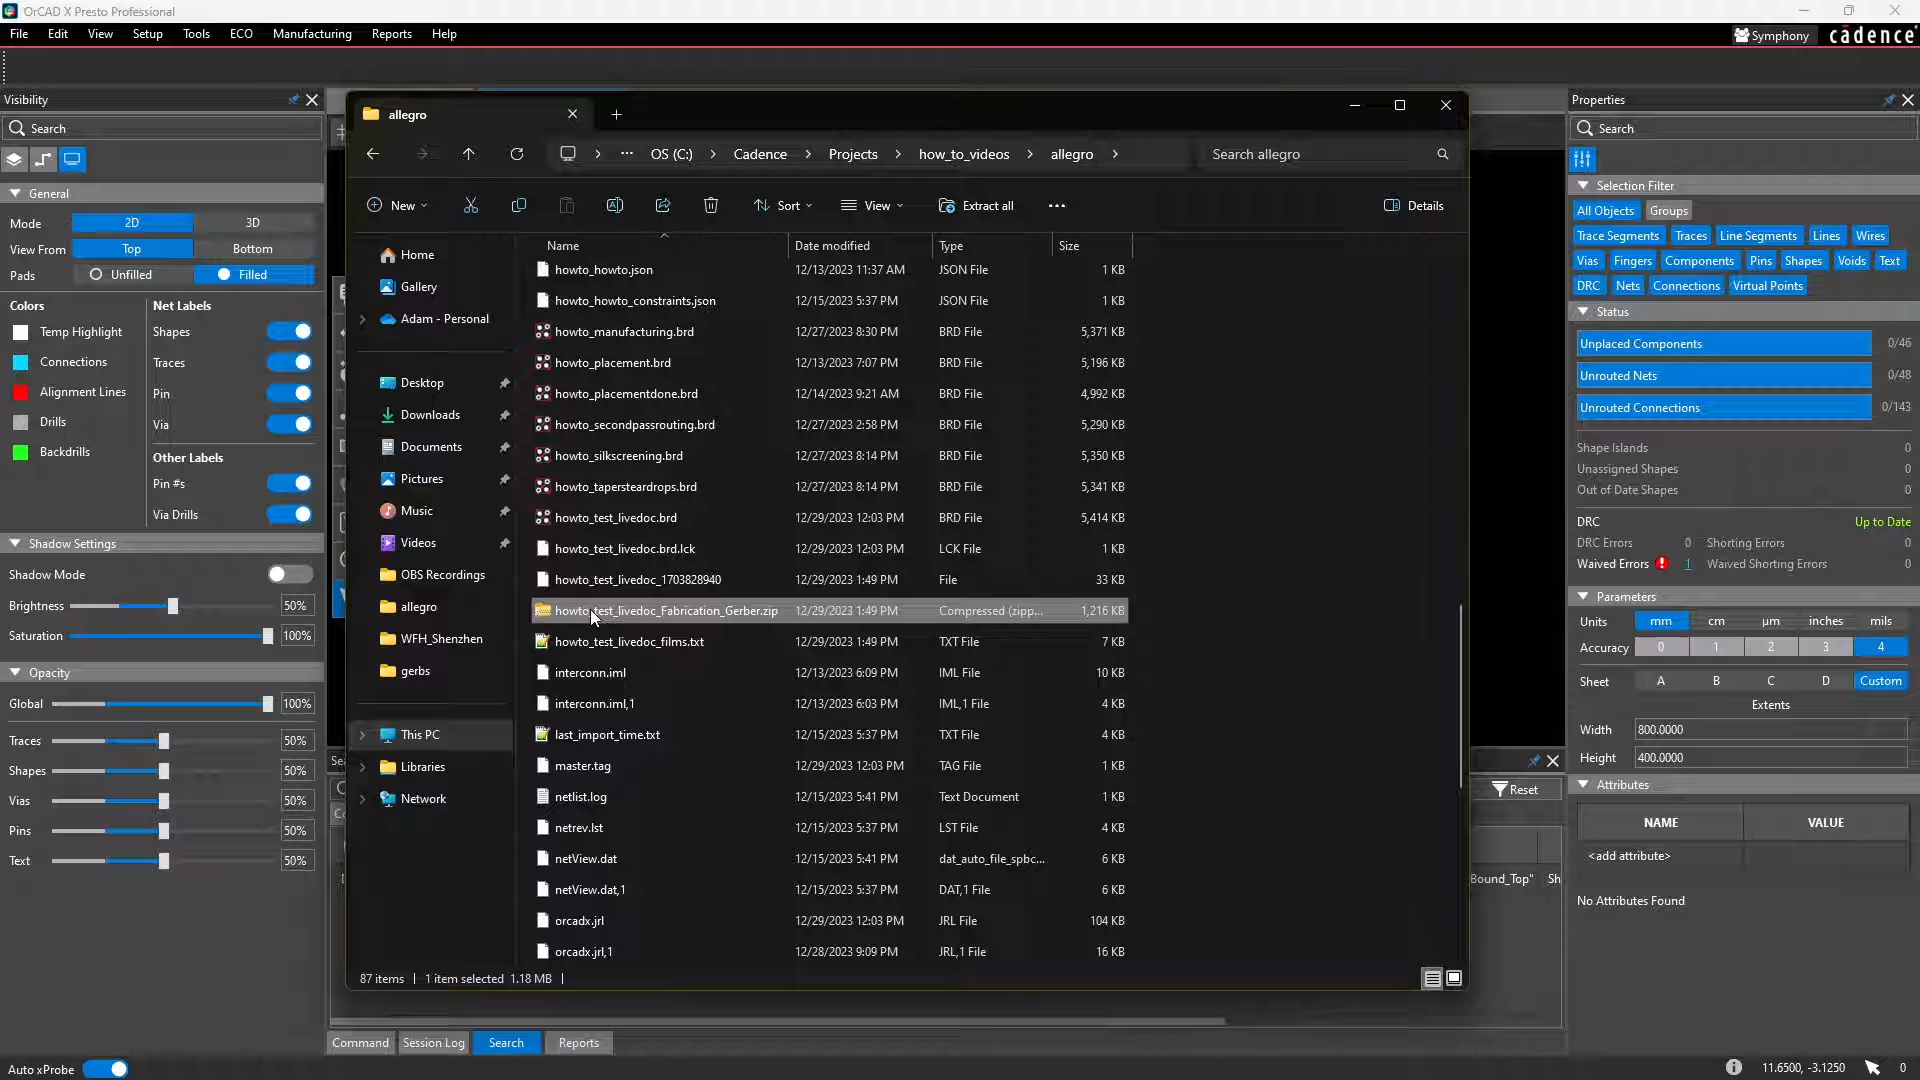 OrCAD X Presto Professional
File Edit View Setup Tools ECO Manufacturing Reports Help
Symphony
cādence
Visibility
Search
General
Mode 2D 3D
View From Top Bottom
Pads Unfilled Filled
Colors
Temp Highlight
Connections
Alignment Lines
Drills
Backdrills
Net Labels
Shapes
Traces
Pin
Via
Other Labels
Pin #s
Via Drills
Shadow Settings
Shadow Mode
Brightness 50%
Saturation 100%
Opacity
Global 100%
Traces 50%
Shapes 50%
Vias 50%
Pins 50%
Text 50%
allegro
OS (C:) Cadence Projects how_to_videos allegro
Search allegro
New Sort View Extract all Details
Home
Gallery
Adam - Personal
Desktop
Downloads
Documents
Pictures
Music
Videos
OBS Recordings
allegro
WFH_Shenzhen
gerbs
This PC
Libraries
Network
Name Date modified Type Size
howto_howto.json 12/13/2023 11:37 AM JSON File 1 KB
howto_howto_constraints.json 12/15/2023 5:37 PM JSON File 1 KB
howto_manufacturing.brd 12/27/2023 8:30 PM BRD File 5,371 KB
howto_placement.brd 12/13/2023 7:07 PM BRD File 5,196 KB
howto_placementdone.brd 12/14/2023 9:21 AM BRD File 4,992 KB
howto_secondpassrouting.brd 12/27/2023 2:58 PM BRD File 5,290 KB
howto_silkscreening.brd 12/27/2023 8:14 PM BRD File 5,350 KB
howto_tapersteardrops.brd 12/27/2023 8:14 PM BRD File 5,341 KB
howto_test_livedoc.brd 12/29/2023 12:03 PM BRD File 5,414 KB
howto_test_livedoc.brd.lck 12/29/2023 12:03 PM LCK File 1 KB
howto_test_livedoc_1703828940 12/29/2023 1:49 PM File 33 KB
howto_test_livedoc_Fabrication_Gerber.zip 12/29/2023 1:49 PM Compressed (zipp... 1,216 KB
howto_test_livedoc_films.txt 12/29/2023 1:49 PM TXT File 7 KB
interconn.iml 12/13/2023 6:09 PM IML File 10 KB
interconn.iml,1 12/13/2023 6:03 PM IML,1 File 4 KB
last_import_time.txt 12/15/2023 5:37 PM TXT File 4 KB
master.tag 12/29/2023 12:03 PM TAG File 1 KB
netlist.log 12/15/2023 5:41 PM Text Document 1 KB
netrev.lst 12/15/2023 5:37 PM LST File 4 KB
netView.dat 12/15/2023 5:41 PM dat_auto_file_spbc... 6 KB
netView.dat,1 12/15/2023 5:37 PM DAT,1 File 6 KB
orcadx.jrl 12/29/2023 12:03 PM JRL File 104 KB
orcadx.jrl,1 12/28/2023 9:09 PM JRL,1 File 16 KB
87 items 1 item selected 1.18 MB
Reset
Bound_Top" Sh
Command Session Log Search Reports
Auto xProbe
Properties
Search
Selection Filter
All Objects Groups
Trace Segments Traces Line Segments Lines Wires
Vias Fingers Components Pins Shapes Voids Text
DRC Nets Connections Virtual Points
Status
Unplaced Components 0/46
Unrouted Nets 0/48
Unrouted Connections 0/143
Shape Islands 0
Unassigned Shapes 0
Out of Date Shapes 0
DRC Up to Date
DRC Errors 0 Shorting Errors 0
Waived Errors 1 Waived Shorting Errors 0
Parameters
Units mm cm µm inches mils
Accuracy 0 1 2 3 4
Sheet A B C D Custom
Extents
Width 800.0000
Height 400.0000
Attributes
NAME VALUE
<add attribute>
No Attributes Found
11.6500, -3.1250 0